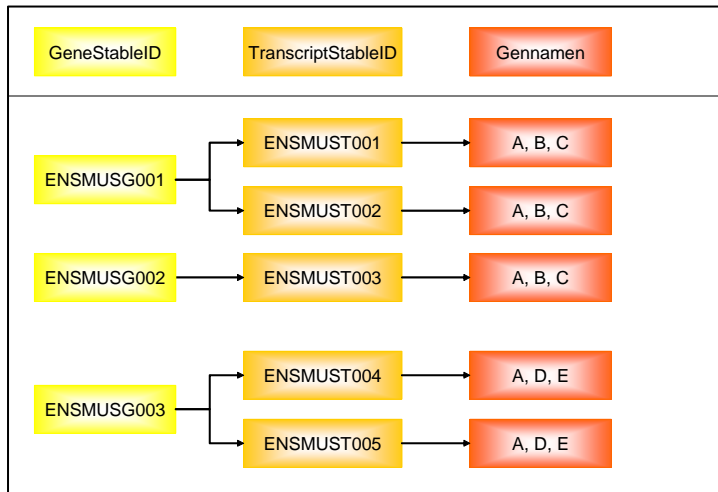 GeneStableID
TranscriptStableID
Gennamen
ENSMUSG001
ENSMUST001
A, B, C
ENSMUST002
A, B, C
ENSMUSG002
ENSMUST003
A, B, C
ENSMUSG003
ENSMUST004
A, D, E
ENSMUST005
A, D, E